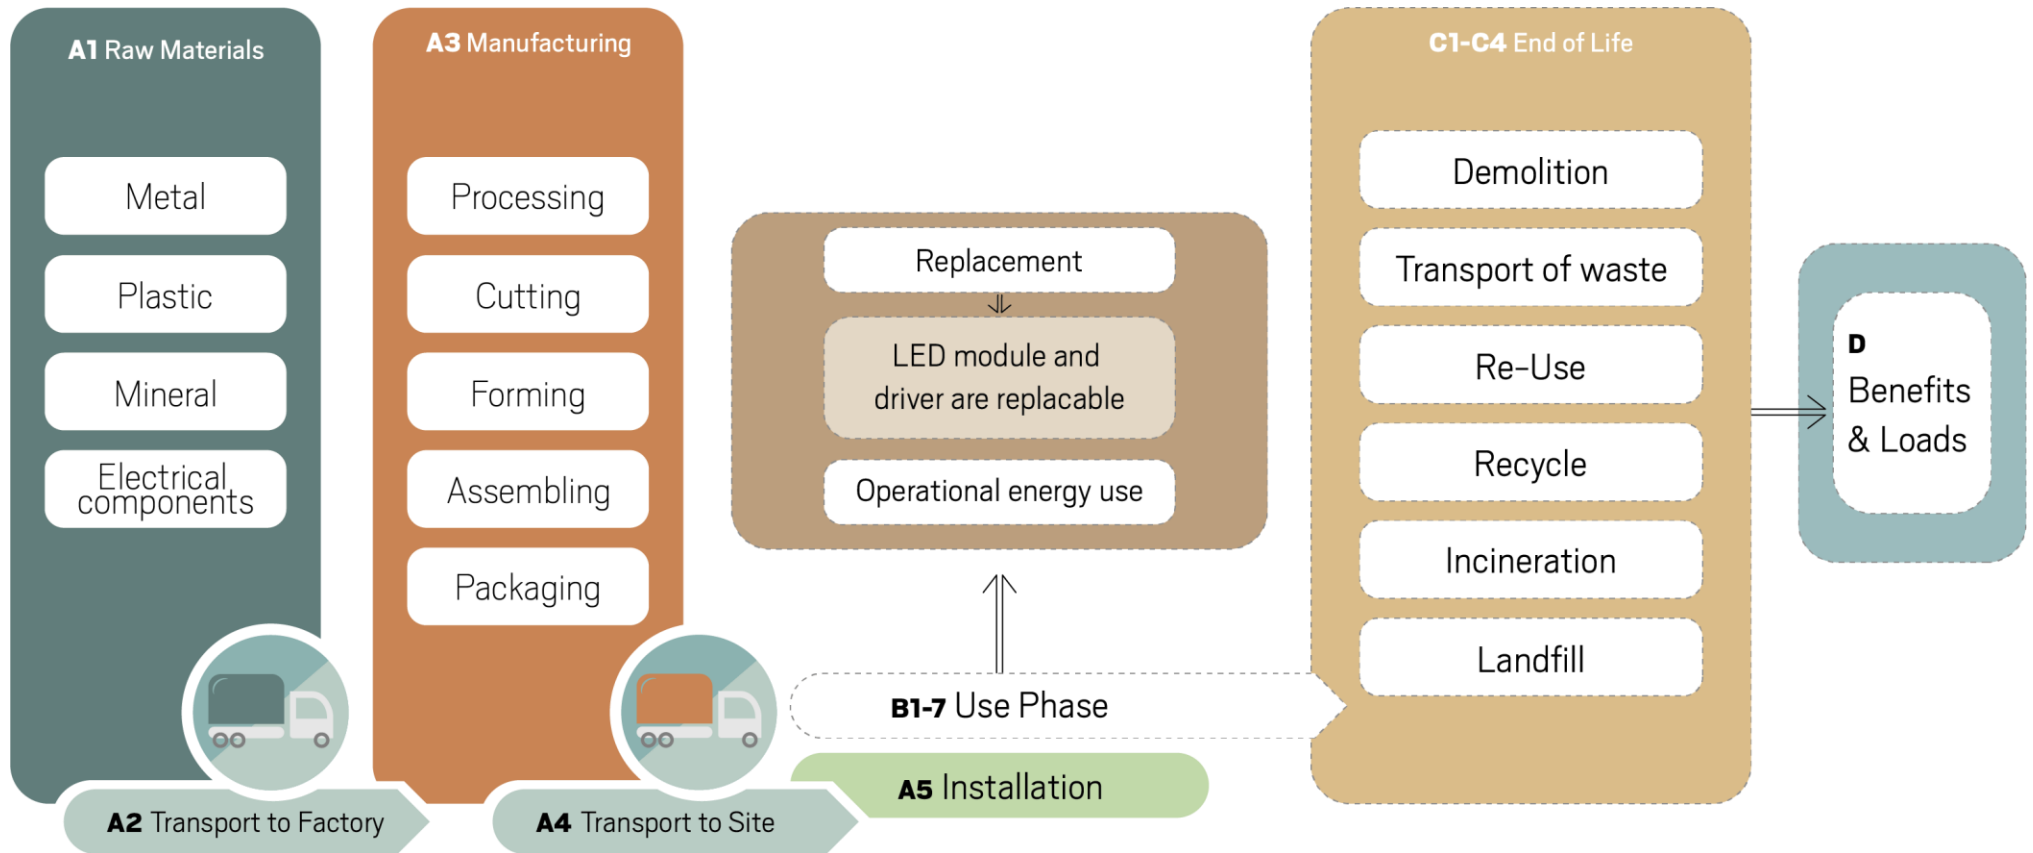 A1 Raw Materials
Metal
Plastic
Mineral
Electrical
components
A2 Transport to Factory
A3 Manufacturing
Processing
Cutting
Forming
Assembling
Packaging
A4 Transport to Site
A5 Installation
B1-7 Use Phase
Replacement
LED module and
driver are replacable
Operational energy use
C1-C4 End of Life
Demolition
Transport of waste
Re-Use
Recycle
Incineration
Landfill
D
Benefits
& Loads